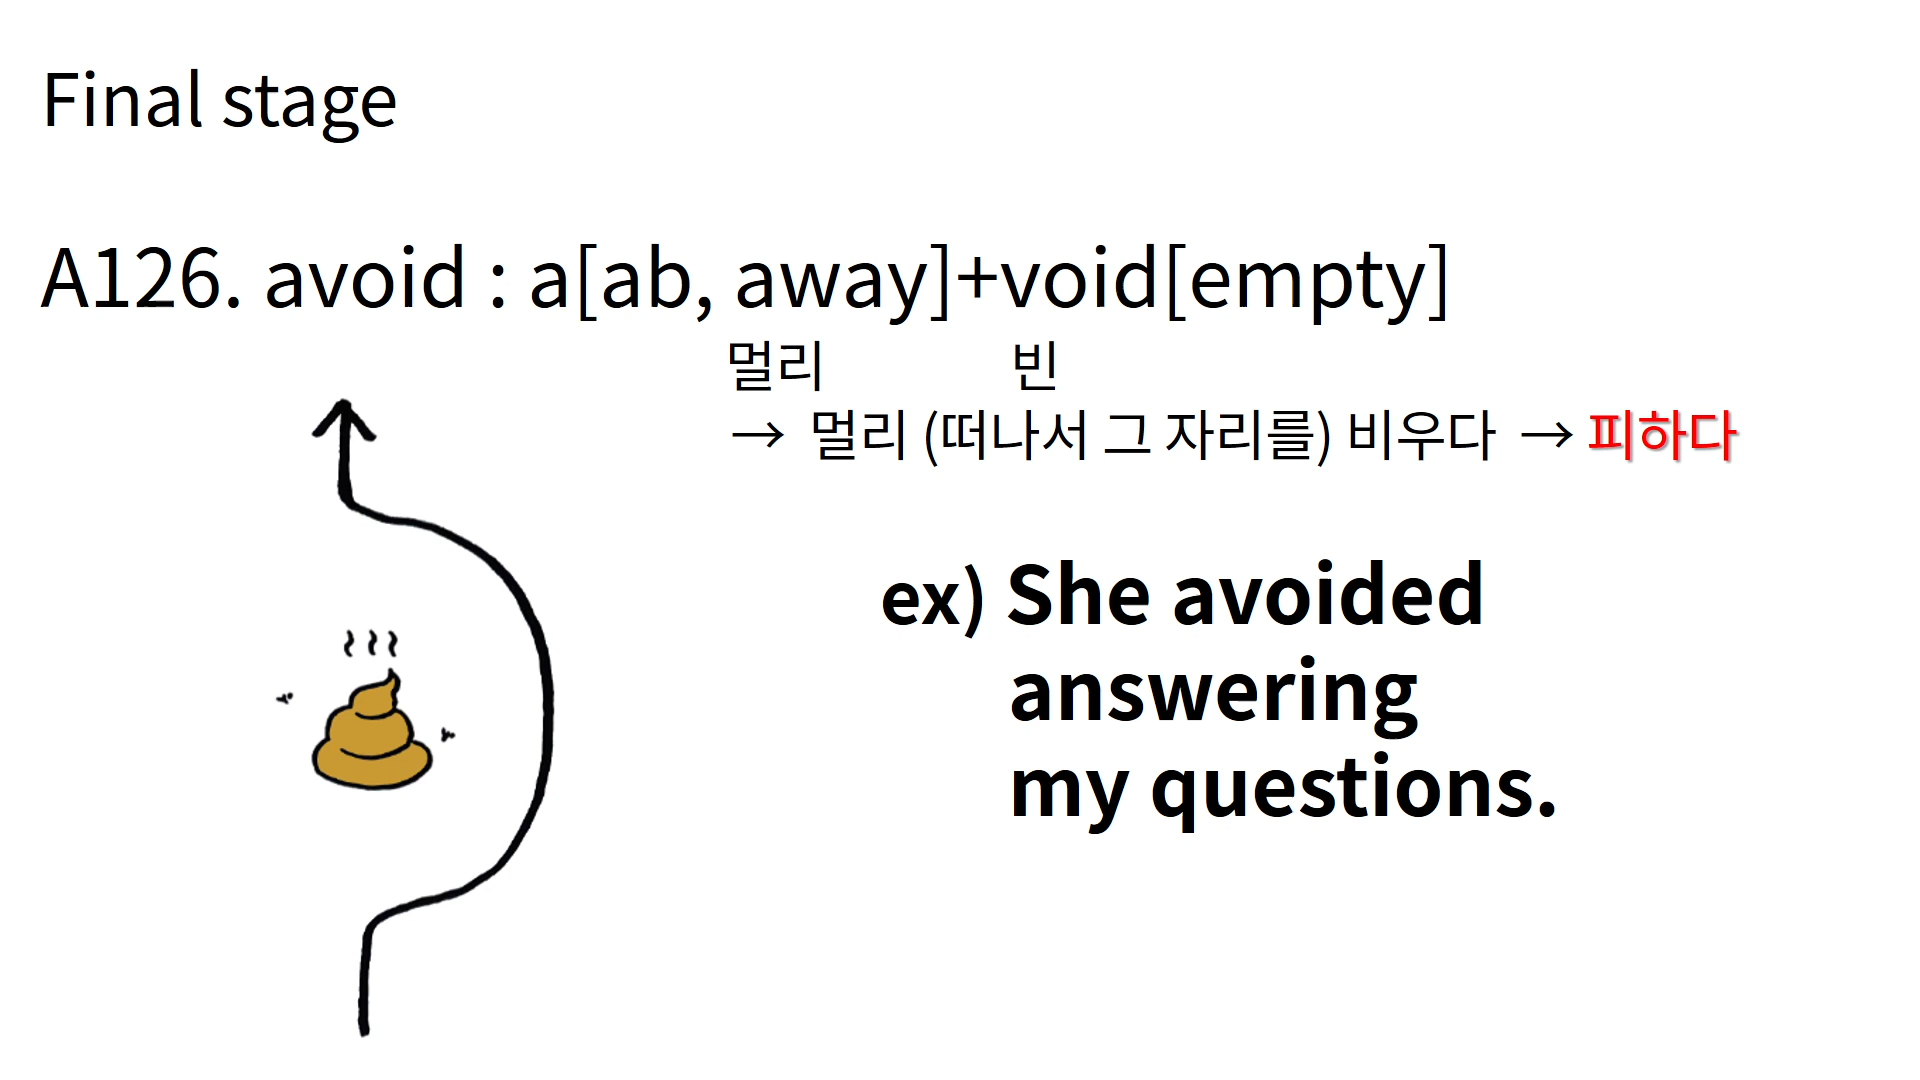 Final stage
A126. avoid : a[ab, away]+void[empty]
멀리 빈
→ 멀리 (떠나서 그 자리를) 비우다 → 피하다
ex) She avoided
answering
my questions.